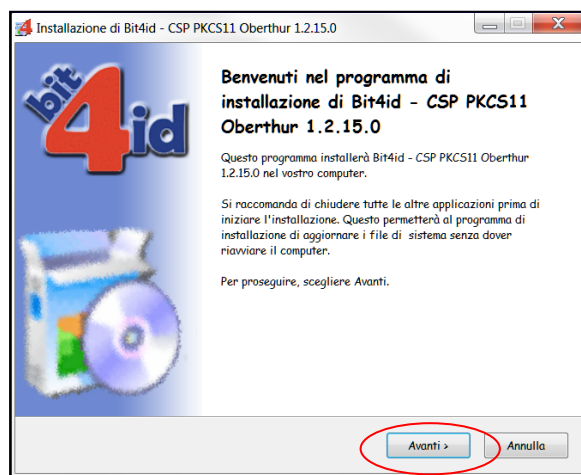 Installazione di Bit4id - CSP PKCS11 Oberthur 1.2.15.0
bit
4id
Benvenuti nel programma di
installazione di Bit4id - CSP PKCS11
Oberthur 1.2.15.0
Questo programma installerà Bit4id - CSP PKCS11 Oberthur
1.2.15.0 nel vostro computer.
Si raccomanda di chiudere tutte le altre applicazioni prima di
iniziare l'installazione. Questo permetterà al programma di
installazione di aggiornare i file di sistema senza dover
riavviare il computer.
Per proseguire, scegliere Avanti.
Avanti >
Annulla